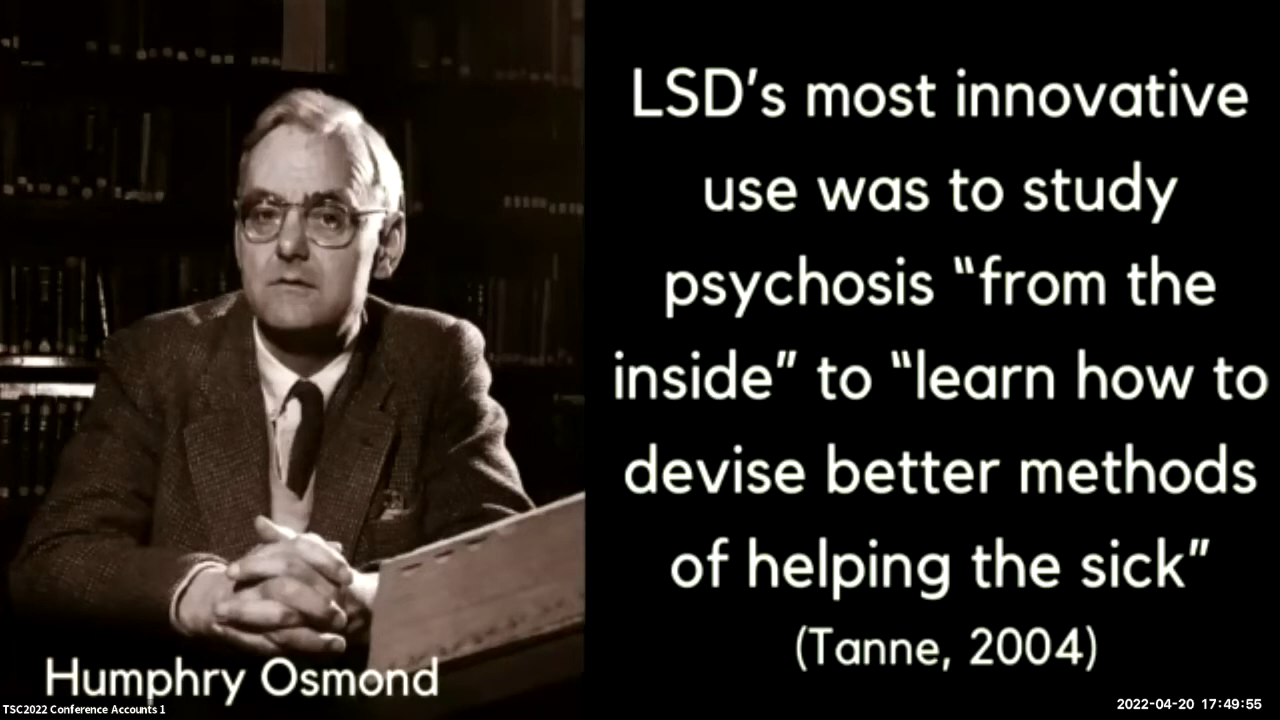 LSD's most innovative
use was to study
psychosis “from the
inside” to “learn how to
devise better methods
of helping the sick”
(Tanne, 2004)
Humphry Osmond
TSC2022 Conference Accounts 1
2022-04-20 17:49:55